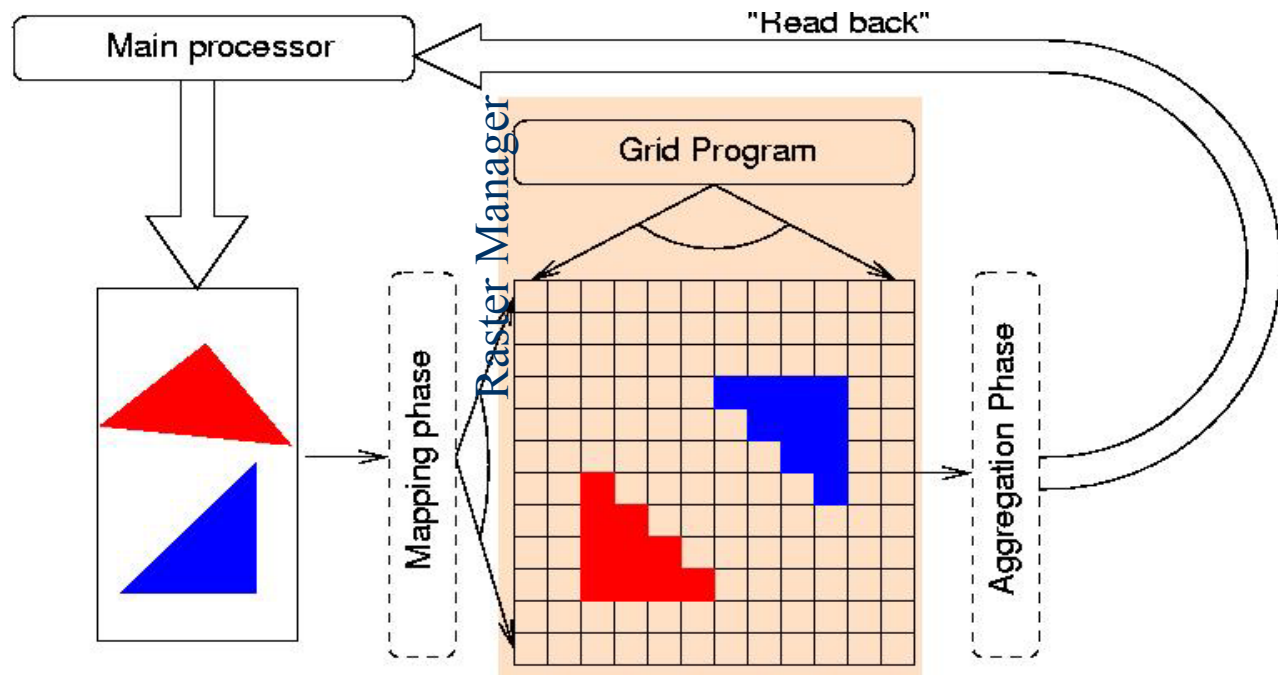 "Read back"
Main processor
Grid Program
Raster Manager
Mapping phase
Aggregation Phase